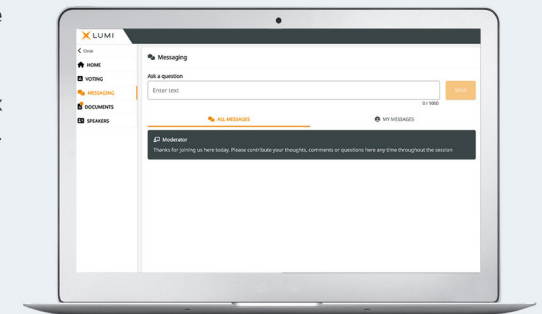 e
x
LUMI
Close
HOME
VOTING
MESSAGING
DOCUMENTS
SPEAKERS
Messaging
Ask a question
Enter text
Send
0 / 1000
ALL MESSAGES
MY MESSAGES
Moderator
Thanks for joining us here today. Please contribute your thoughts, comments or questions here any time throughout the session